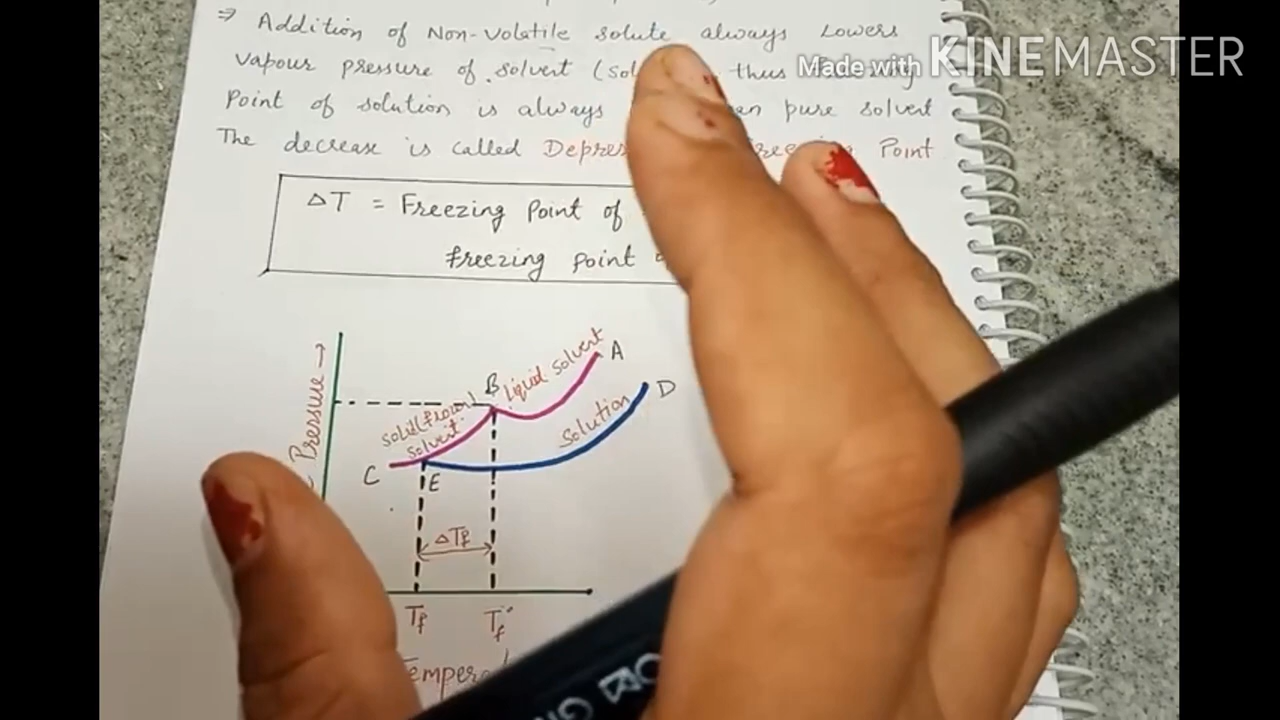 ⇒ Addition of Non-volatile solute always lowers
vapour pressure of solvent (sol thus
Point of solution is always pure solvent
The decrease is called Point
ΔT = Freezing Point of
freezing point
Pressure →
C
Solid (frozen)
solvent
B
Liquid solvent
A
Solution
D
E
ΔTf
Tf
Tf°
Made with KINEMASTER